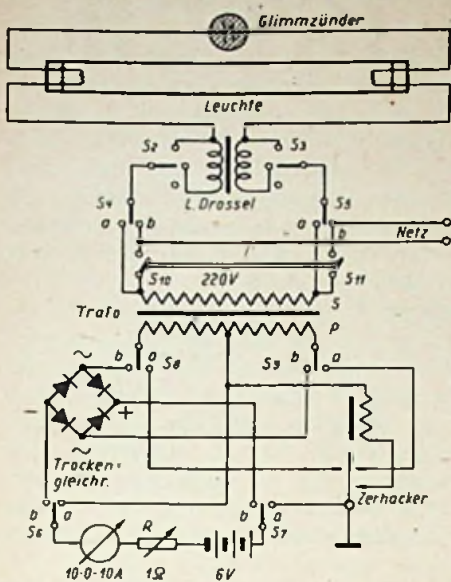 Glimmzünder
Leuchte
S2 S3
L. Drossel
S4 S5
a b a b
Netz
S10 220V S11
S
Trafo
P
b a S8 S9 b a
~
- +
~
Trocken=
gleichr.
Zerhacker
b a b a
S6 R S7
10-0-10A 1Ω 6V